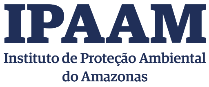 IPAAM
Instituto de Proteção Ambiental
do Amazonas